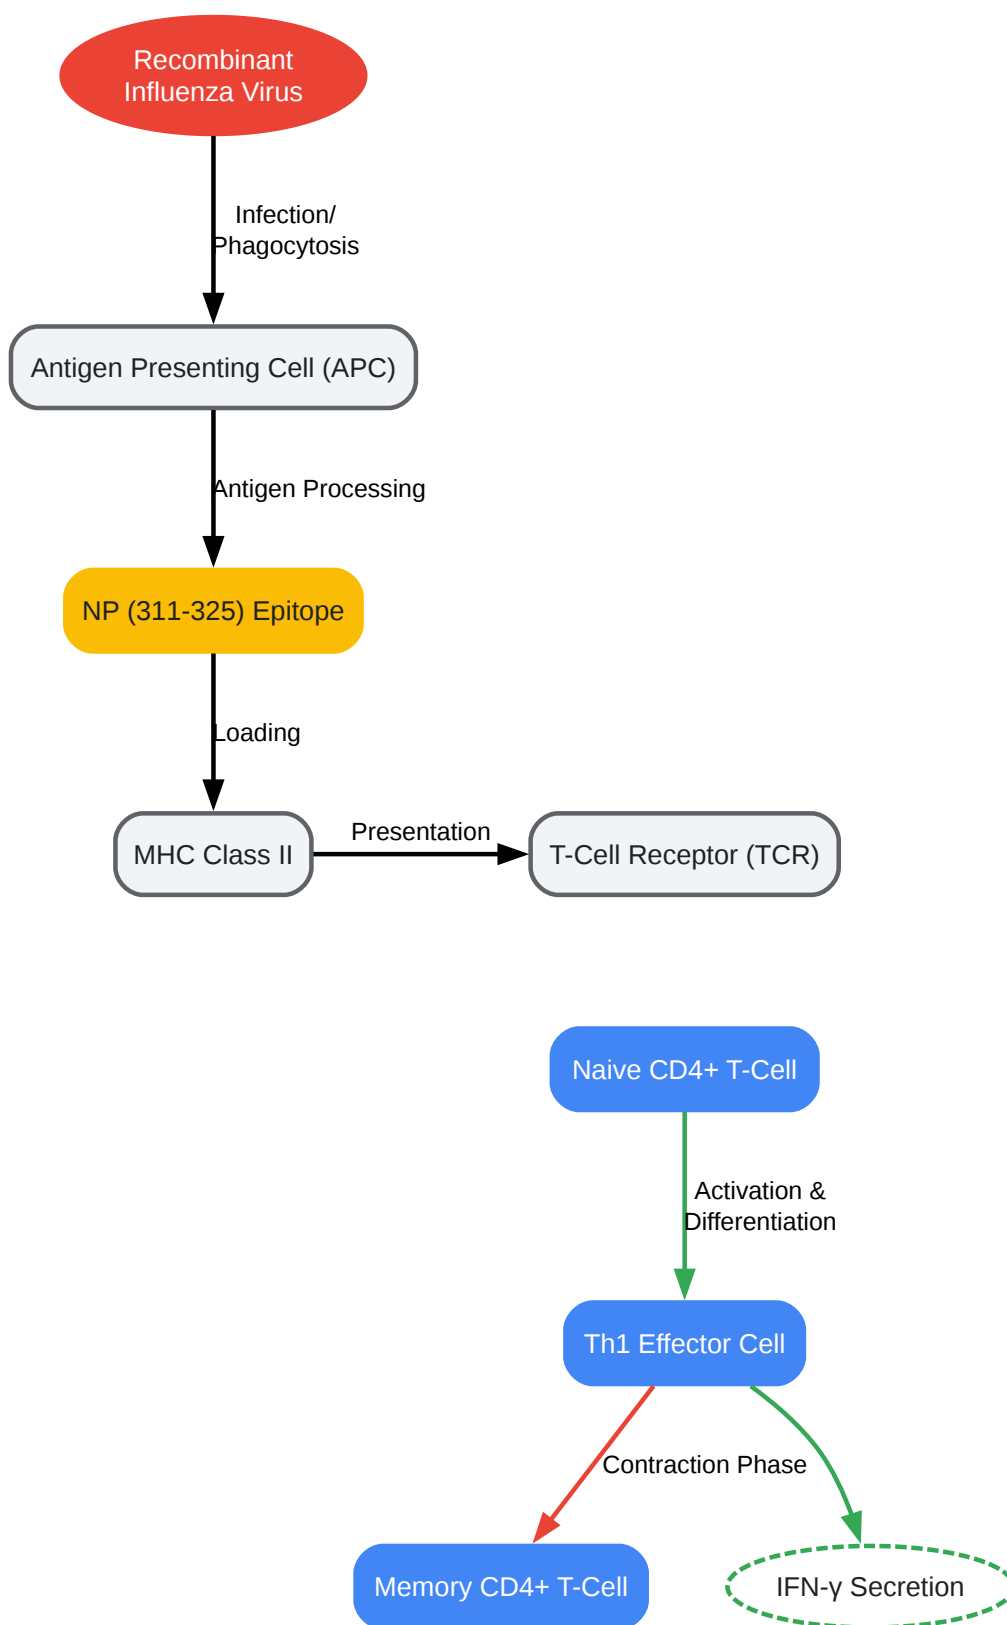 Recombinant
Influenza Virus
Infection/
Phagocytosis
Antigen Presenting Cell (APC)
Antigen Processing
NP (311-325) Epitope
Loading
MHC Class II
Presentation
T-Cell Receptor (TCR)
Naive CD4+ T-Cell
Activation &
Differentiation
Th1 Effector Cell
Contraction Phase
Memory CD4+ T-Cell
IFN-γ Secretion